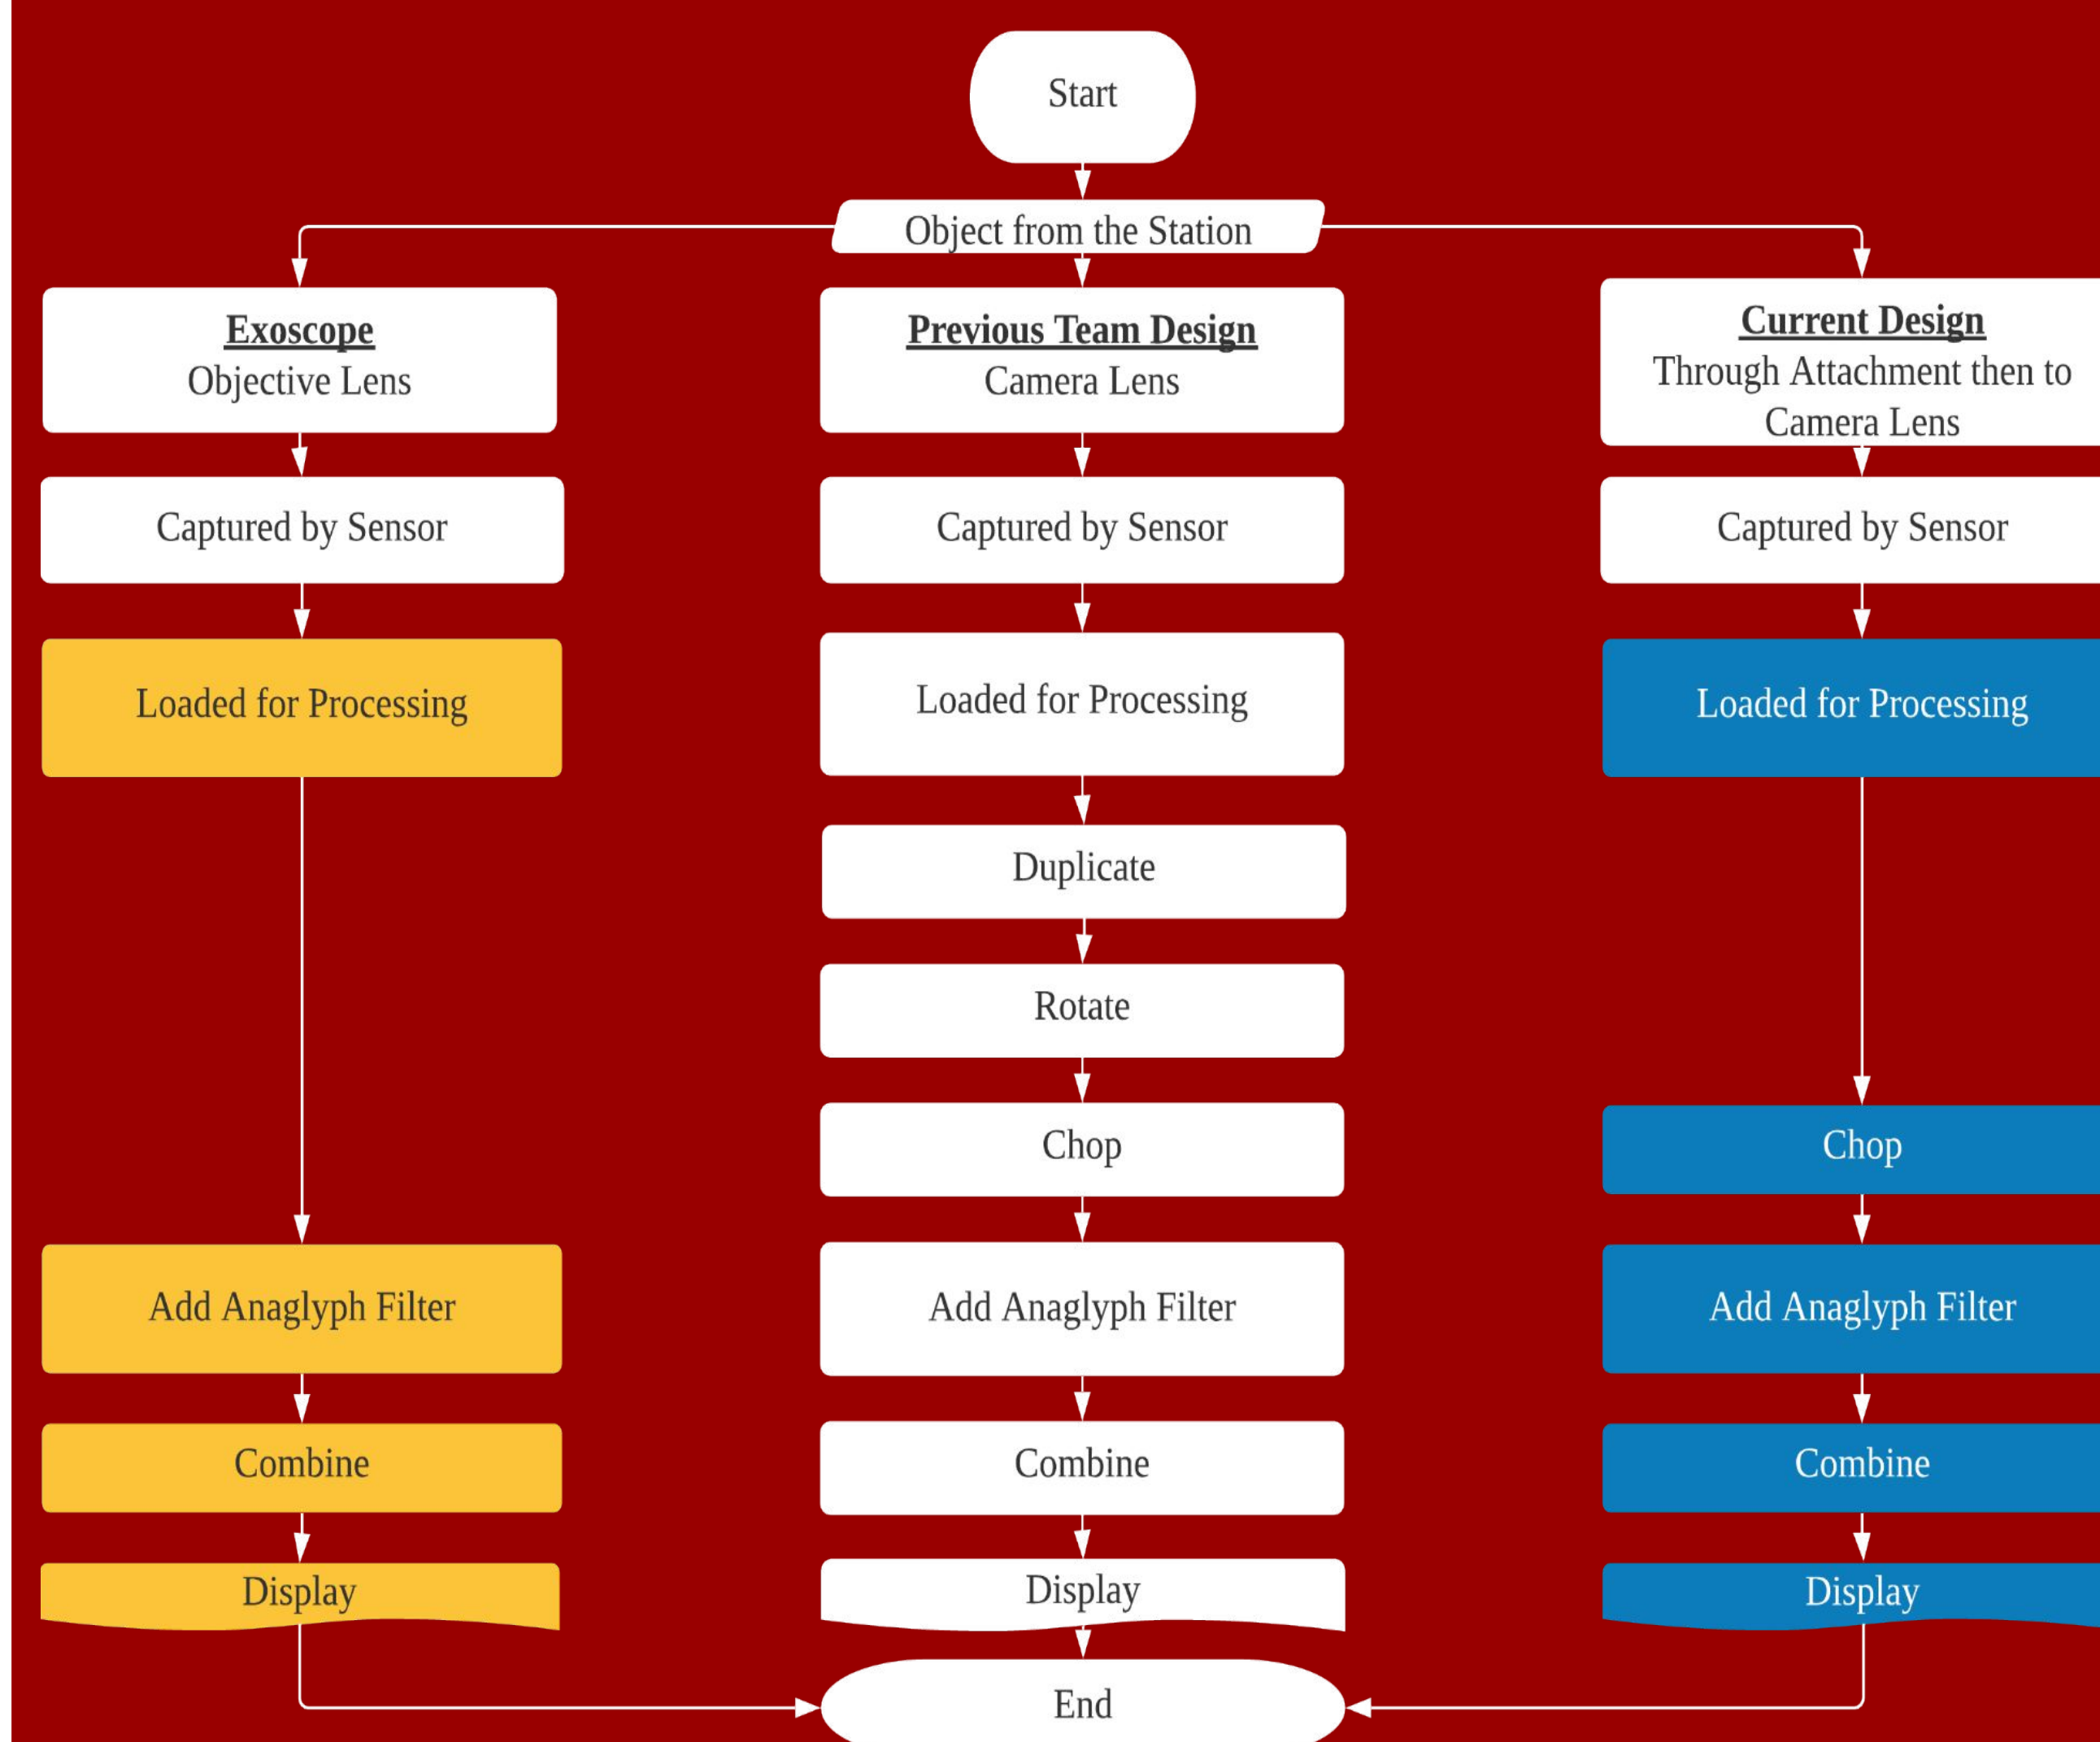 Start
Object from the Station
Exoscope
Objective Lens
Captured by Sensor
Loaded for Processing
Add Anaglyph Filter
Combine
Display
Previous Team Design
Camera Lens
Captured by Sensor
Loaded for Processing
Duplicate
Rotate
Chop
Add Anaglyph Filter
Combine
Display
Current Design
Through Attachment then to
Camera Lens
Captured by Sensor
Loaded for Processing
Chop
Add Anaglyph Filter
Combine
Display
End